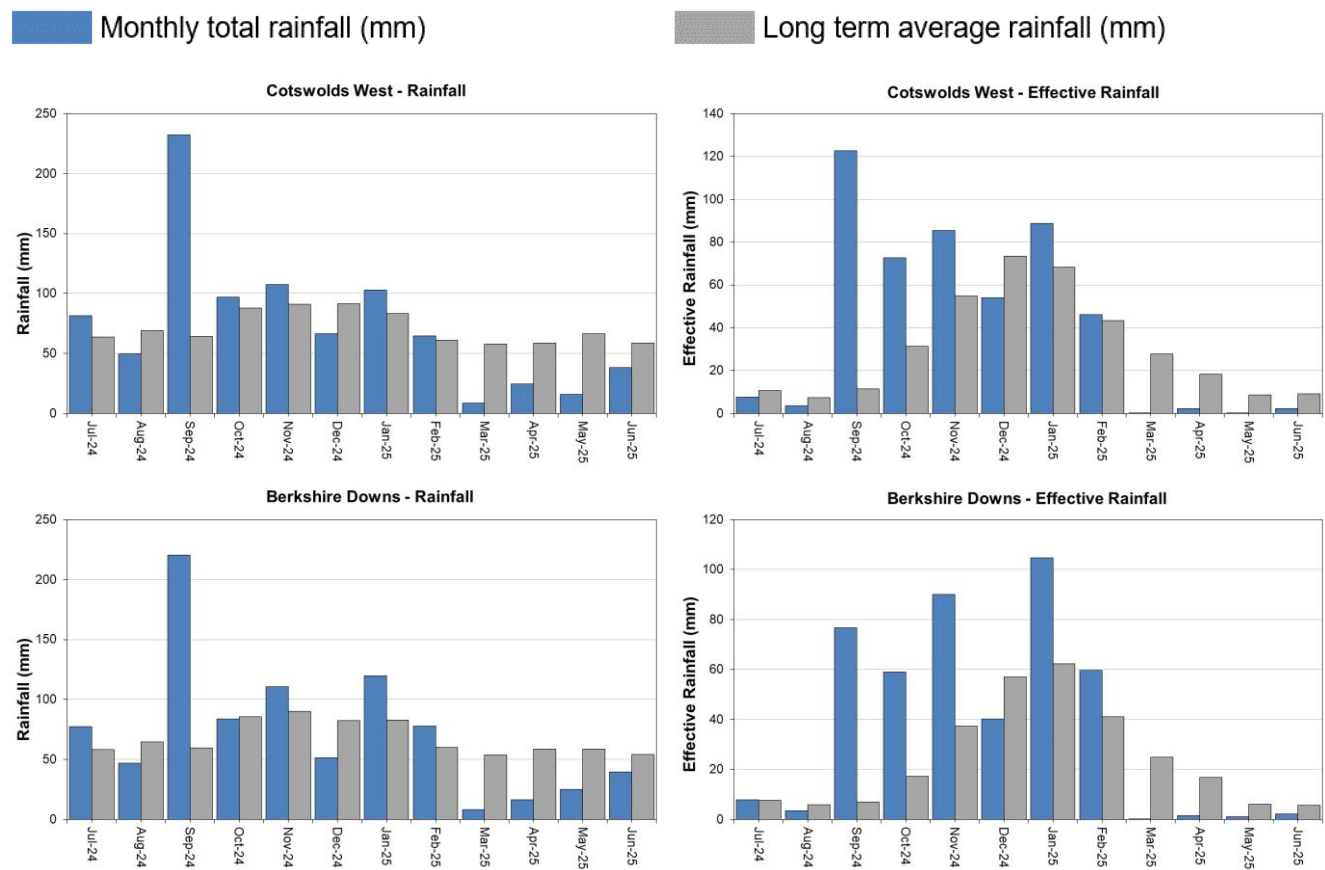 Monthly total rainfall (mm)
Long term average rainfall (mm)
Cotswolds West - Rainfall
250
200
150
100
50
0
Rainfall (mm)
Jul-24
Aug-24
Sep-24
Oct-24
Nov-24
Dec-24
Jan-25
Feb-25
Mar-25
Apr-25
May-25
Jun-25
Cotswolds West - Effective Rainfall
140
120
100
80
60
40
20
0
Effective Rainfall (mm)
Jul-24
Aug-24
Sep-24
Oct-24
Nov-24
Dec-24
Jan-25
Feb-25
Mar-25
Apr-25
May-25
Jun-25
Berkshire Downs - Rainfall
250
200
150
100
50
0
Rainfall (mm)
Jul-24
Aug-24
Sep-24
Oct-24
Nov-24
Dec-24
Jan-25
Feb-25
Mar-25
Apr-25
May-25
Jun-25
Berkshire Downs - Effective Rainfall
120
100
80
60
40
20
0
Effective Rainfall (mm)
Jul-24
Aug-24
Sep-24
Oct-24
Nov-24
Dec-24
Jan-25
Feb-25
Mar-25
Apr-25
May-25
Jun-25